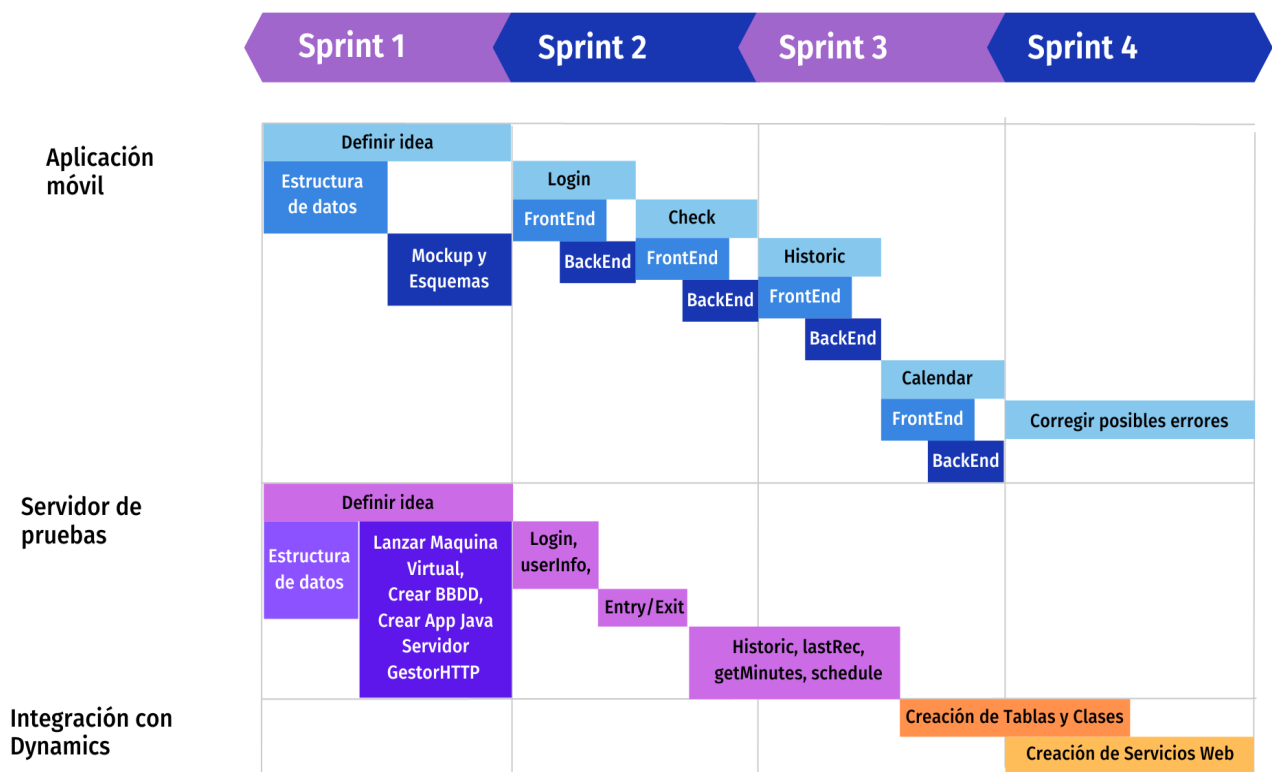 Sprint 1
Sprint 2
Sprint 3
Sprint 4
Aplicación
móvil
Definir idea
Estructura
de datos
Mockup y
Esquemas
Login
FrontEnd
BackEnd
Check
FrontEnd
BackEnd
Historic
FrontEnd
BackEnd
Calendar
FrontEnd
BackEnd
Corregir posibles errores
Servidor de
pruebas
Definir idea
Estructura
de datos
Lanzar Maquina
Virtual,
Crear BBDD,
Crear App Java
Servidor
GestorHTTP
Login,
userInfo,
Entry/Exit
Historic, lastRec,
getMinutes, schedule
Integración con
Dynamics
Creación de Tablas y Clases
Creación de Servicios Web